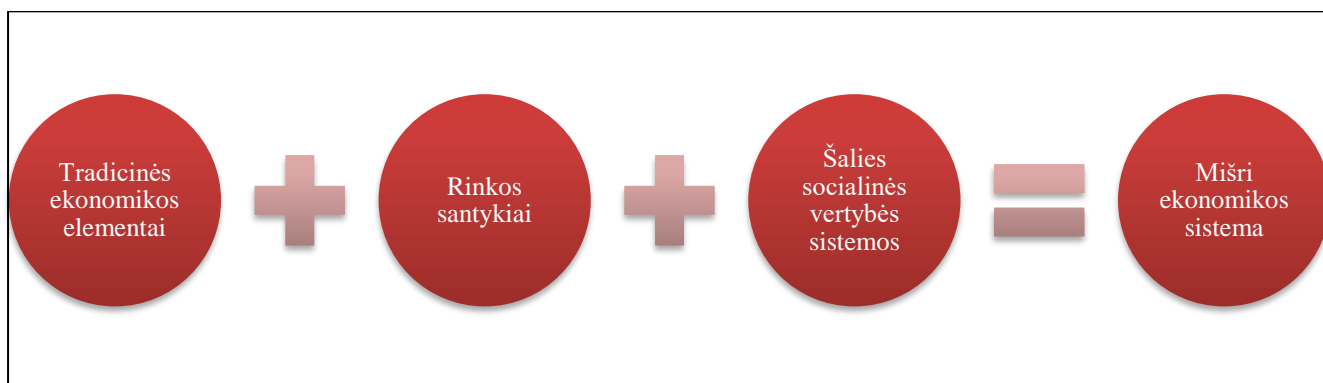 Tradicinės
ekonomikos
elementai
Rinkos
santykiai
Šalies
socialinės
vertybės
sistemos
Mišri
ekonomikos
sistema